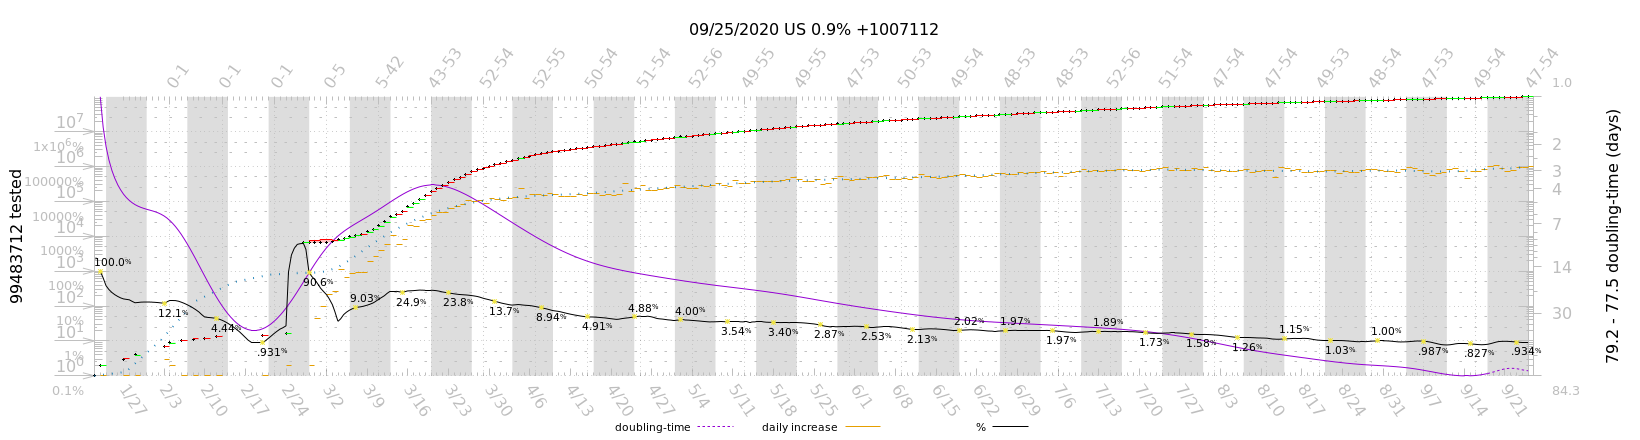 09/25/2020 US 0.9% +1007112
0-1 0-1 0-1 0-5 5-42 43-53 52-54 52-55 50-54 51-54 52-56 49-55 49-55 47-53 50-53 49-54 48-53 48-53 52-56 51-54 47-54 47-54 49-53 48-54 47-53 49-54 47-54
99483712 tested
10⁷
1x10⁶%
10⁶
100000%
10⁵
10000%
10⁴
1000%
10³
100%
10²
10%
10¹
1%
10⁰
0.1%
100.0% 12.1% 4.44% .931% 90.6% 9.03% 24.9% 23.8% 13.7% 8.94% 4.91% 4.88% 4.00% 3.54% 3.40% 2.87% 2.53% 2.13% 2.02% 1.97% 1.97% 1.89% 1.73% 1.58% 1.26% 1.15% 1.03% 1.00% .987% .827% .934%
1.0
2
3
4
7
14
30
84.3
79.2 - 77.5 doubling-time (days)
1/27 2/3 2/10 2/17 2/24 3/2 3/9 3/16 3/23 3/30 4/6 4/13 4/20 4/27 5/11 5/18 5/25 6/1 6/8 6/15 6/22 6/29 7/6 7/13 7/20 7/27 8/3 8/10 8/17 8/24 8/31 9/7 9/14 9/21
doubling-time daily increase %